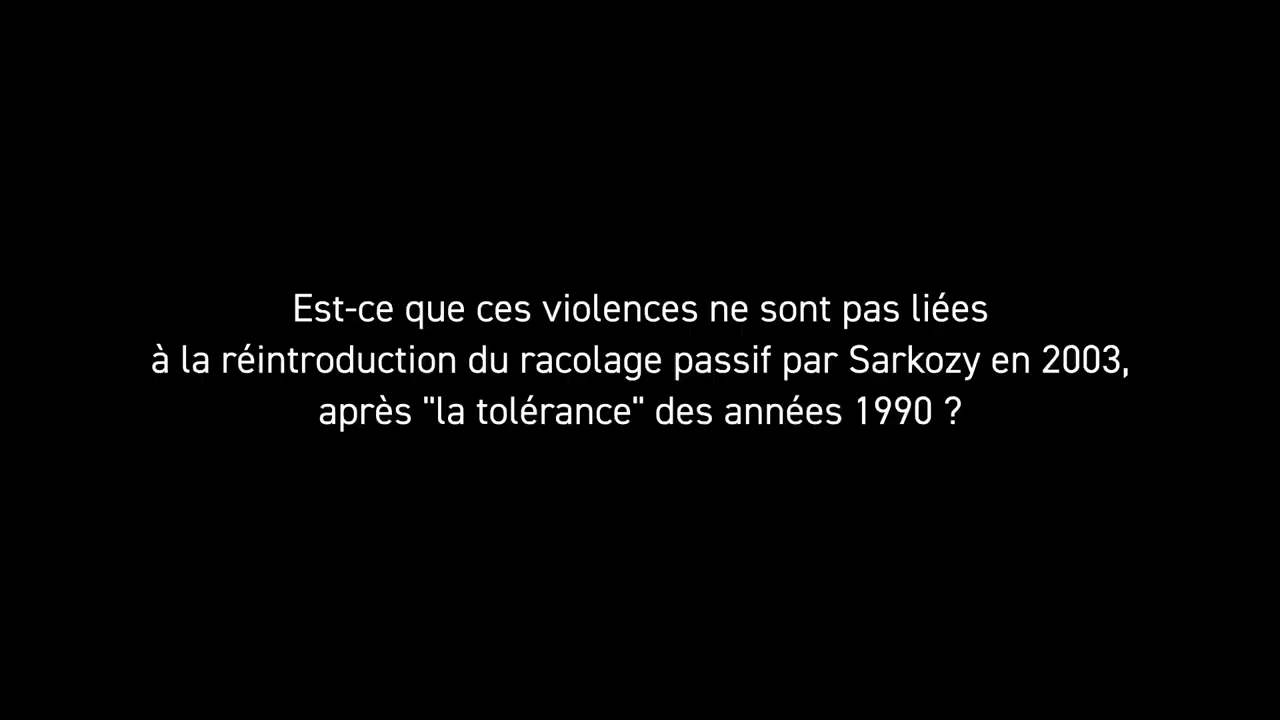 Est-ce que ces violences ne sont pas liées
à la réintroduction du racolage passif par Sarkozy en 2003,
après "la tolérance" des années 1990 ?